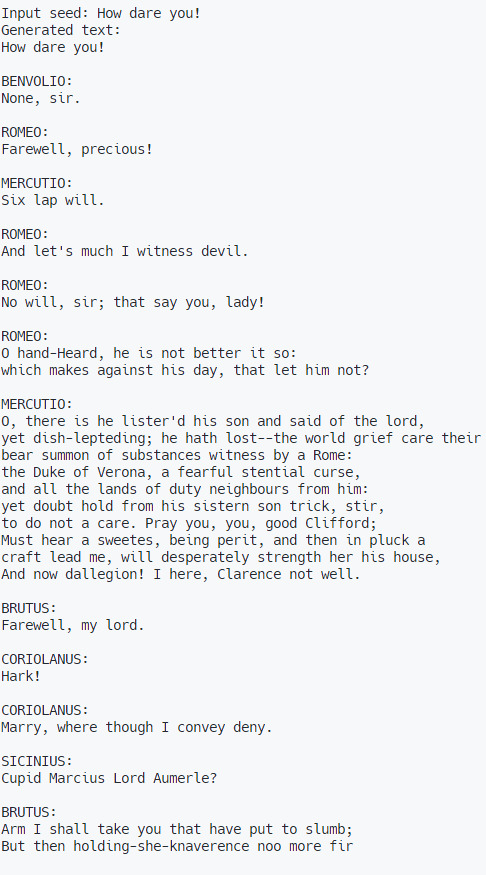 Input seed: How dare you!
Generated text:
How dare you!

BENVOLIO:
None, sir.

ROMEO:
Farewell, precious!

MERCUTIO:
Six lap will.

ROMEO:
And let's much I witness devil.

ROMEO:
No will, sir; that say you, lady!

ROMEO:
O hand-Heard, he is not better it so:
which makes against his day, that let him not?

MERCUTIO:
O, there is he lister'd his son and said of the lord,
yet dish-lepteding; he hath lost--the world grief care their
bear summon of substances witness by a Rome:
the Duke of Verona, a fearful stential curse,
and all the lands of duty neighbours from him:
yet doubt hold from his sistern son trick, stir,
to do not a care. Pray you, you, good Clifford;
Must hear a sweetes, being perit, and then in pluck a
craft lead me, will desperately strength her his house,
And now dallegion! I here, Clarence not well.

BRUTUS:
Farewell, my lord.

CORIOLANUS:
Hark!

CORIOLANUS:
Marry, where though I convey deny.

SICINIUS:
Cupid Marcius Lord Aumerle?

BRUTUS:
Arm I shall take you that have put to slumb;
But then holding-she-knaverence noo more fir